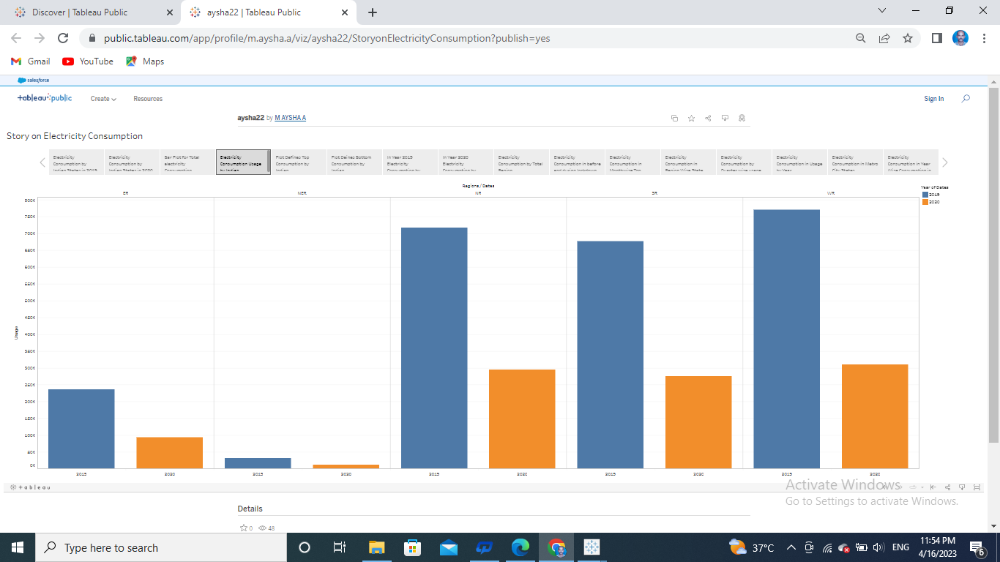 Discover | Tableau Public
aysha22 | Tableau Public
public.tableau.com/app/profile/m.aysha.a/viz/aysha22/StoryonElectricityConsumption?publish=yes
Gmail
YouTube
Maps
salesforce
+ableau public
Create
Resources
Sign In
aysha22 by M AYSHA A
Story on Electricity Consumption
Electricity
Consumption by
Indian States in 2019
Electricity
Consumption by
Indian States in 2020
Bar Plot for Total
electricity
Consumption
Electricity
Consumption Usage
by Indian
Plot Defines Top
Consumption by
Indian
Plot Deines Bottom
Consumption by
Indian
In Year 2019
Electricity
Consumption by
In Year 2020
Electricity
Consumption by
Electricity
Consumption by Total
Region
Electricity
Consumption in before
and during lockdown
Electricity
Consumption in
Monthwise Top
Electricity
Consumption in
Region Wise State
Electricity
Consumption by
Quarter wise usage
Electricity
Consumption in Usage
by Year
Electricity
Consumption in Metro
City States
Electricity
Consumption in Year
Wise Consumption in
Regions / Dates
ER
NER
NR
SR
WR
Year of Dates
2019
2020
Usage
800K
750K
700K
650K
600K
550K
500K
450K
400K
350K
300K
250K
200K
150K
100K
50K
0K
2019
2020
2019
2020
2019
2020
2019
2020
2019
2020
+ableau
Activate Windows
Go to Settings to activate Windows.
Details
0
48
Type here to search
37°C
ENG
11:54 PM
4/16/2023
6